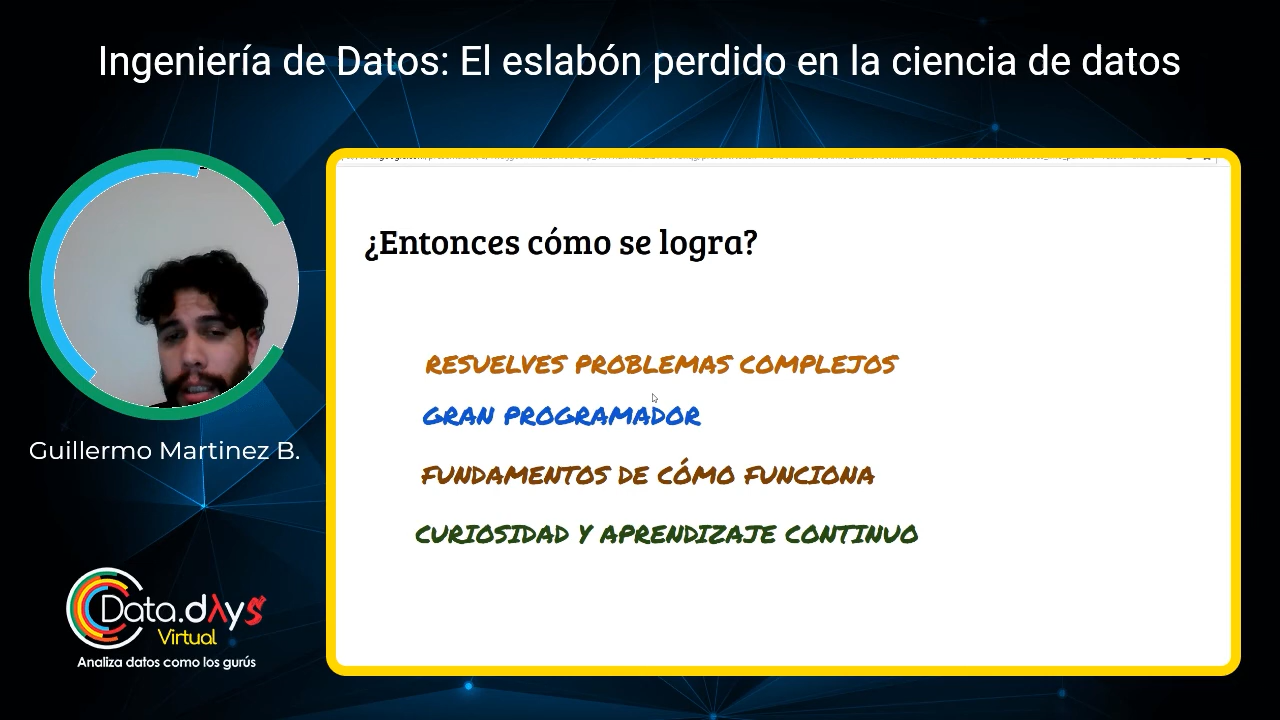 Ingeniería de Datos: El eslabón perdido en la ciencia de datos
¿Entonces cómo se logra?
RESUELVES PROBLEMAS COMPLEJOS
GRAN PROGRAMADOR
FUNDAMENTOS DE CÓMO FUNCIONA
CURIOSIDAD Y APRENDIZAJE CONTINUO
Guillermo Martinez B.
Data.dλys
Virtual
Analiza datos como los gurús